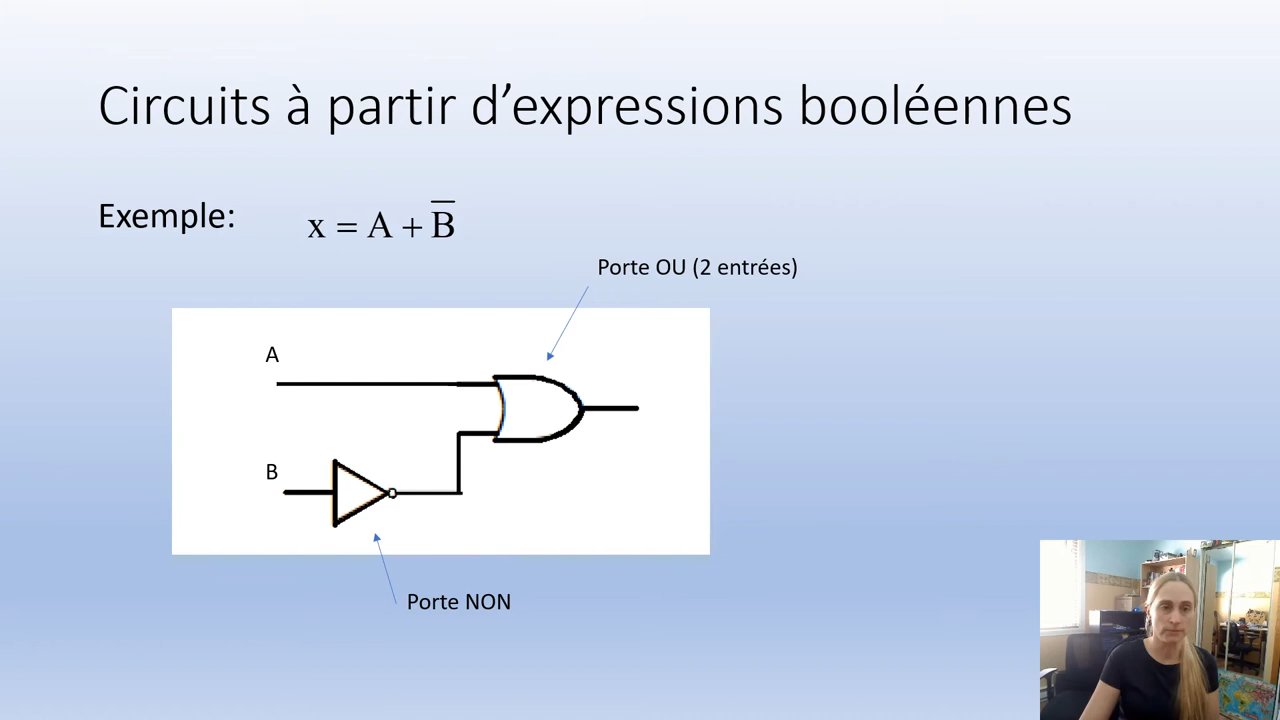 Circuits à partir d’expressions booléennes
Exemple:
x = A + B̅
Porte OU (2 entrées)
A
B
Porte NON